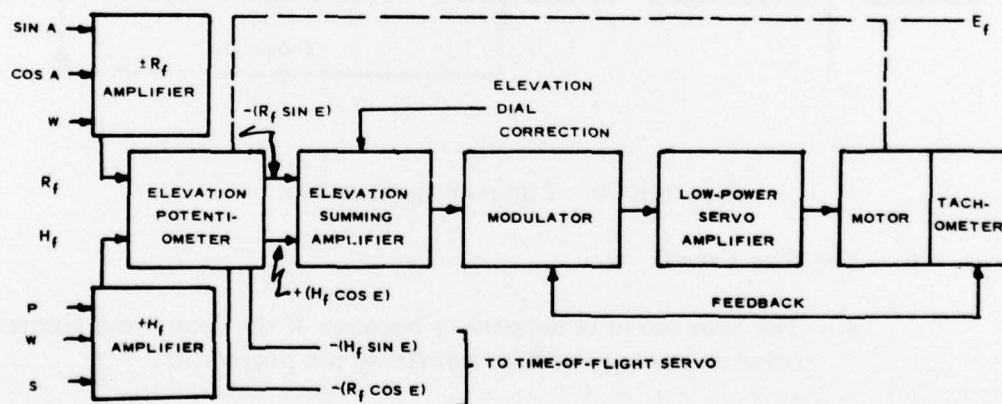 SIN A
COS A
W
±R_f
AMPLIFIER
E_f
-(R_f SIN E)
ELEVATION
DIAL
CORRECTION
R_f
H_f
ELEVATION
POTENTI-
OMETER
ELEVATION
SUMMING
AMPLIFIER
MODULATOR
LOW-POWER
SERVO
AMPLIFIER
MOTOR
TACH-
OMETER
+(H_f COS E)
FEEDBACK
P
W
S
+H_f
AMPLIFIER
-(H_f SIN E)
TO TIME-OF-FLIGHT SERVO
-(R_f COS E)